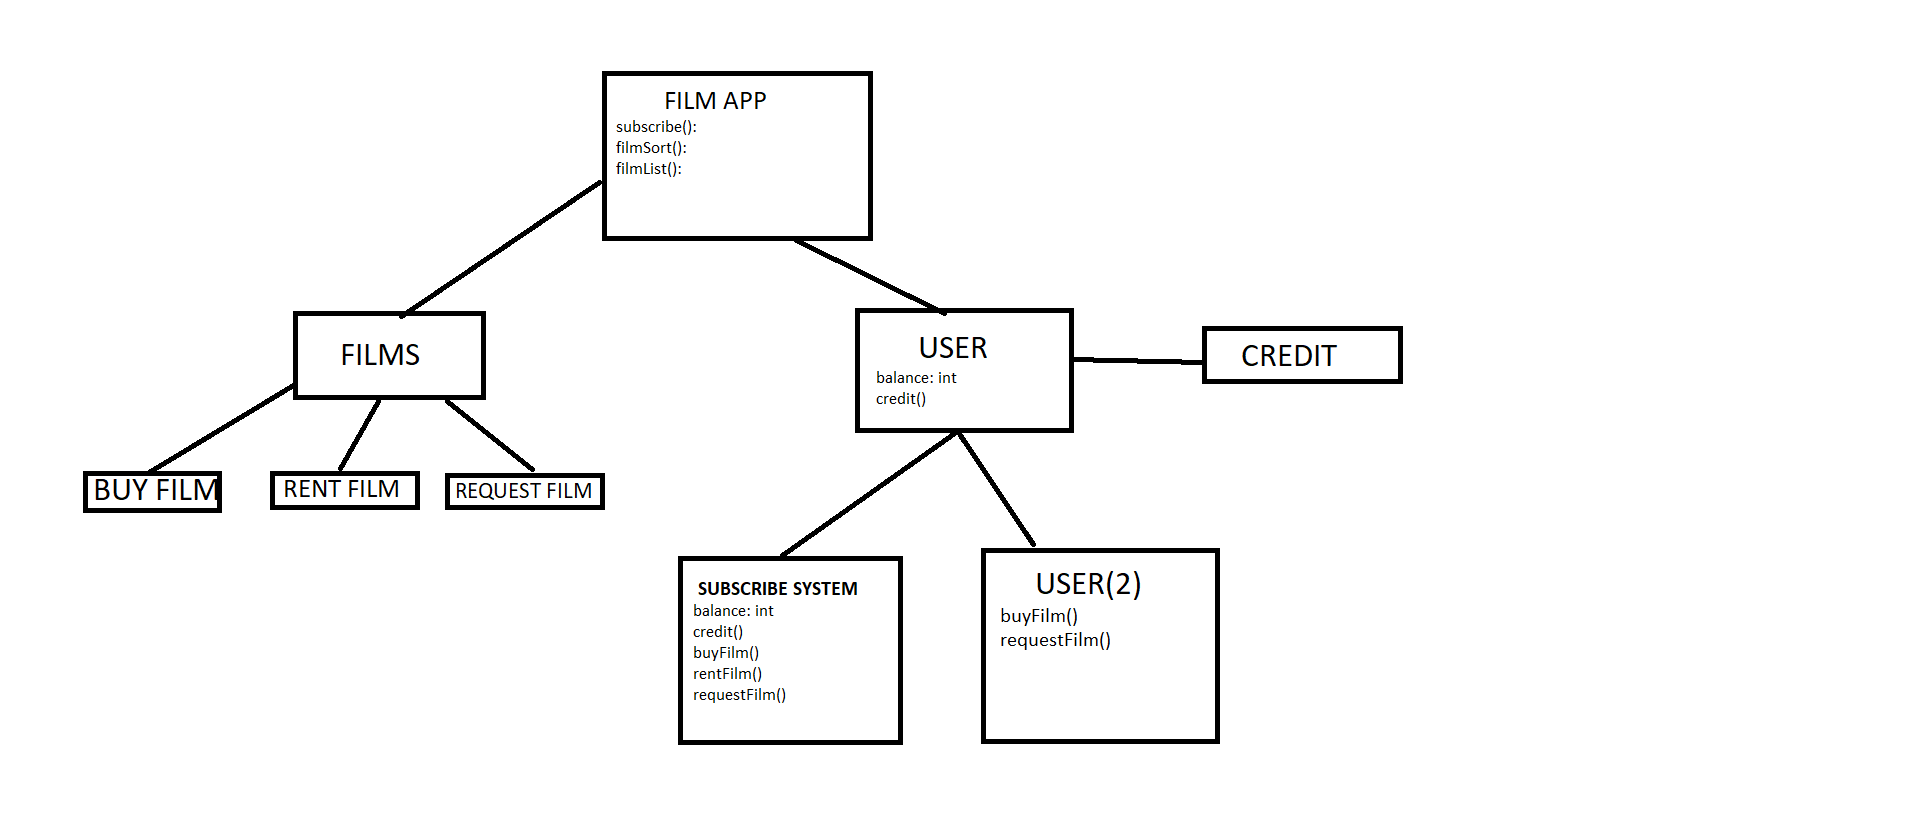 FILM APP
subscribe():
filmSort():
filmList():
FILMS
USER
balance: int
credit()
CREDIT
BUY FILM
RENT FILM
REQUEST FILM
SUBSCRIBE SYSTEM
balance: int
credit()
buyFilm()
rentFilm()
requestFilm()
USER(2)
buyFilm()
requestFilm()